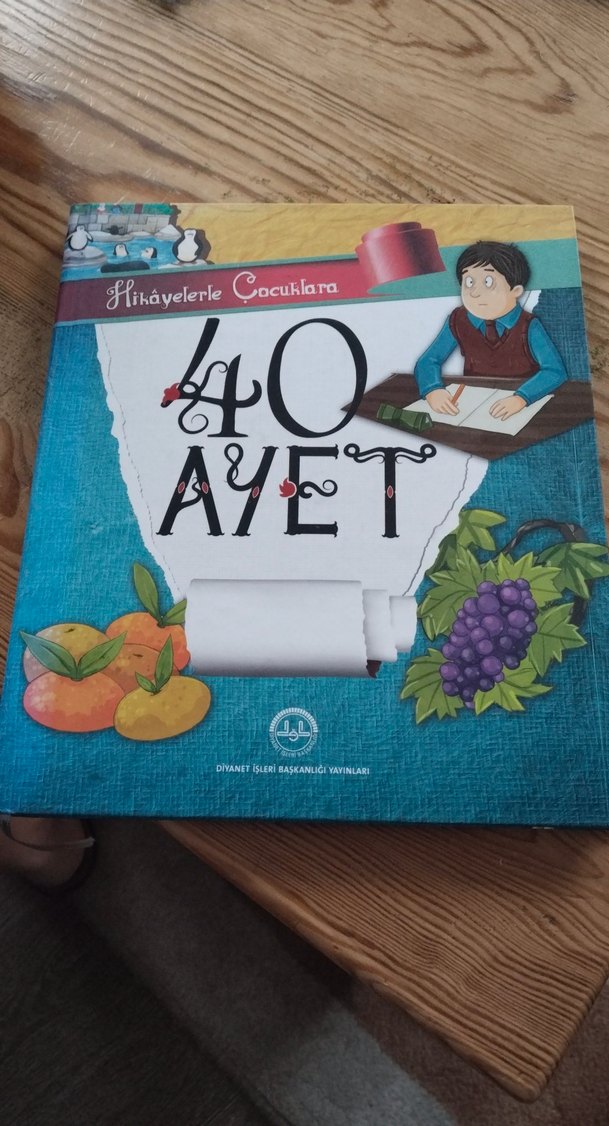 Hikâyelerle Çocuklara
40
AYET
DİYANET İŞLERİ BAŞKANLIĞI YAYINLARI